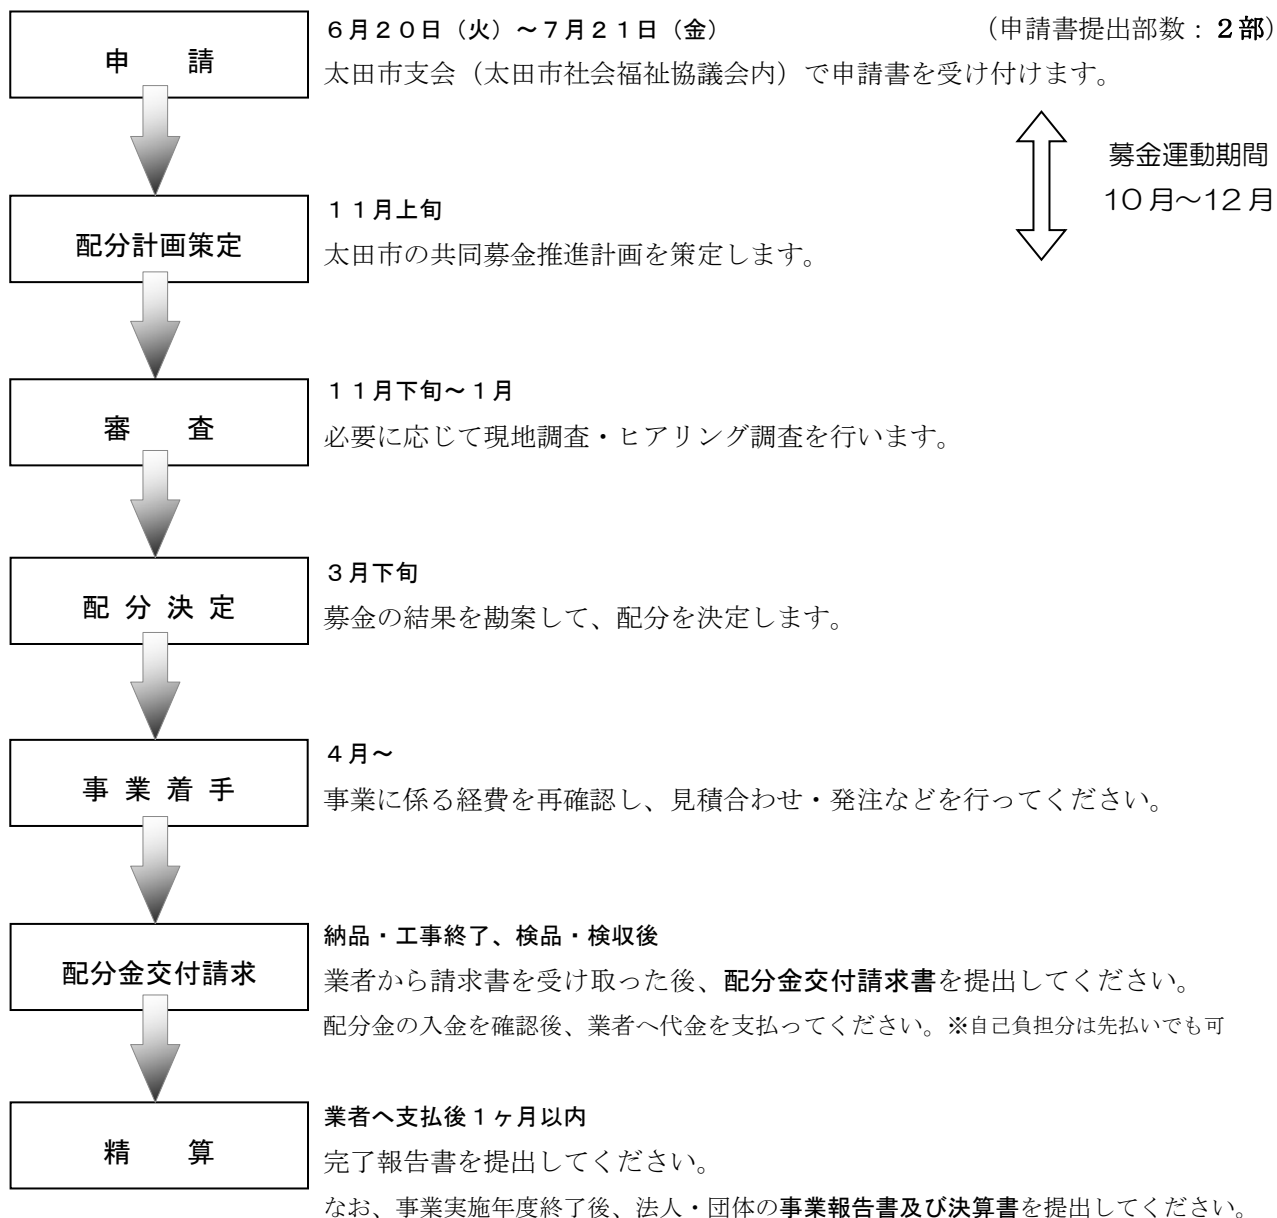 申　　請
６月２０日（火）～７月２１日（金）　（申請書提出部数：２部）
太田市支会（太田市社会福祉協議会内）で申請書を受け付けます。
募金運動期間
10月～12月
配分計画策定
１１月上旬
太田市の共同募金推進計画を策定します。
審　　査
１１月下旬～１月
必要に応じて現地調査・ヒアリング調査を行います。
配 分 決 定
３月下旬
募金の結果を勘案して、配分を決定します。
事 業 着 手
４月～
事業に係る経費を再確認し、見積合わせ・発注などを行ってください。
配分金交付請求
納品・工事終了、検品・検収後
業者から請求書を受け取った後、配分金交付請求書を提出してください。
配分金の入金を確認後、業者へ代金を支払ってください。※自己負担分は先払いでも可
精　　算
業者へ支払後１ヶ月以内
完了報告書を提出してください。
なお、事業実施年度終了後、法人・団体の事業報告書及び決算書を提出してください。